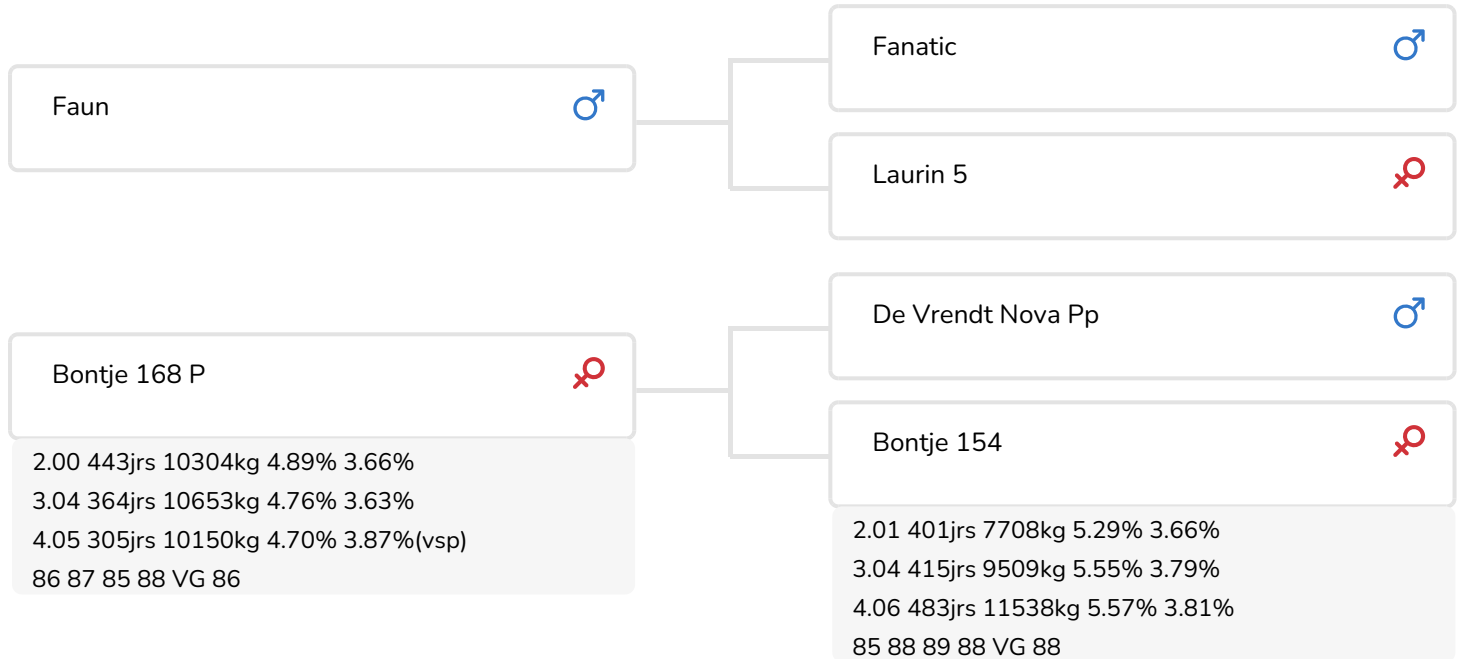 Faun
Bontje 168 P
2.00 443jrs 10304kg 4.89% 3.66%
3.04 364jrs 10653kg 4.76% 3.63%
4.05 305jrs 10150kg 4.70% 3.87%(vsp)
86 87 85 88 VG 86
Fanatic
Laurin 5
De Vrendt Nova Pp
Bontje 154
2.01 401jrs 7708kg 5.29% 3.66%
3.04 415jrs 9509kg 5.55% 3.79%
4.06 483jrs 11538kg 5.57% 3.81%
85 88 89 88 VG 88